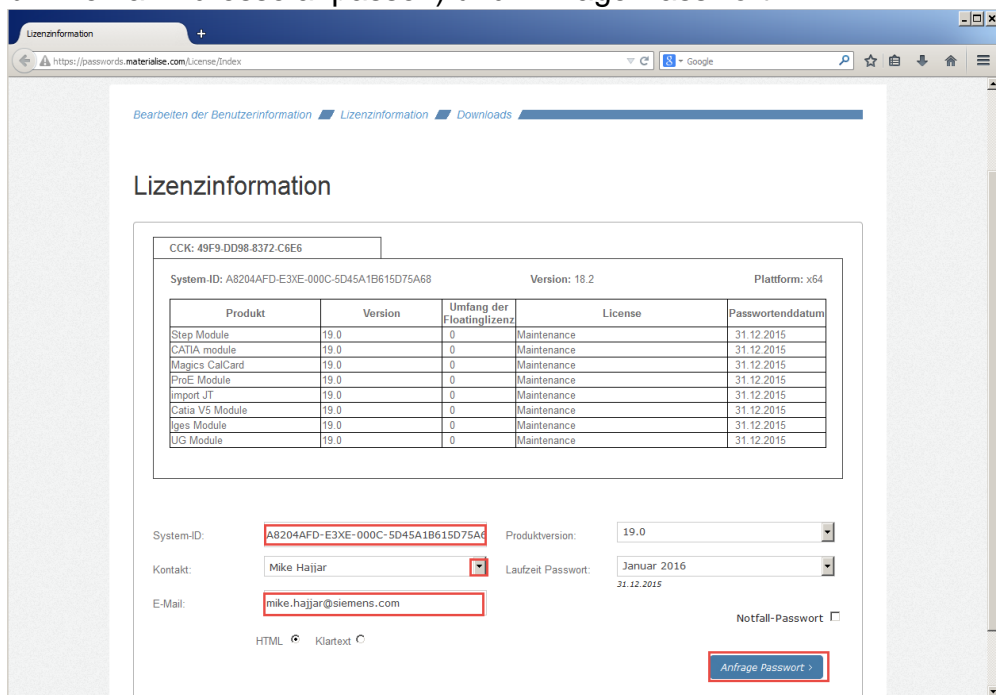 Lizenzinformation
+
https://passwords.materialise.com/License/Index
Google
Bearbeiten der Benutzerinformation Lizenzinformation Downloads
Lizenzinformation
CCK: 49F9-DD98-8372-C6E6
System-ID: A8204AFD-E3XE-000C-5D45A1B615D75A68 Version: 18.2 Plattform: x64
Produkt Version Umfang der Floatinglizenz License Passwortenddatum
Step Module 19.0 0 Maintenance 31.12.2015
CATIA module 19.0 0 Maintenance 31.12.2015
Magics CalCard 19.0 0 Maintenance 31.12.2015
ProE Module 19.0 0 Maintenance 31.12.2015
import JT 19.0 0 Maintenance 31.12.2015
Catia V5 Module 19.0 0 Maintenance 31.12.2015
Iges Module 19.0 0 Maintenance 31.12.2015
UG Module 19.0 0 Maintenance 31.12.2015
System-ID: A8204AFD-E3XE-000C-5D45A1B615D75A6 Produktversion: 19.0
Kontakt: Mike Hajjar Laufzeit Passwort: Januar 2016
31.12.2015
E-Mail: mike.hajjar@siemens.com
Notfall-Passwort
HTML Klartext
Anfrage Passwort >